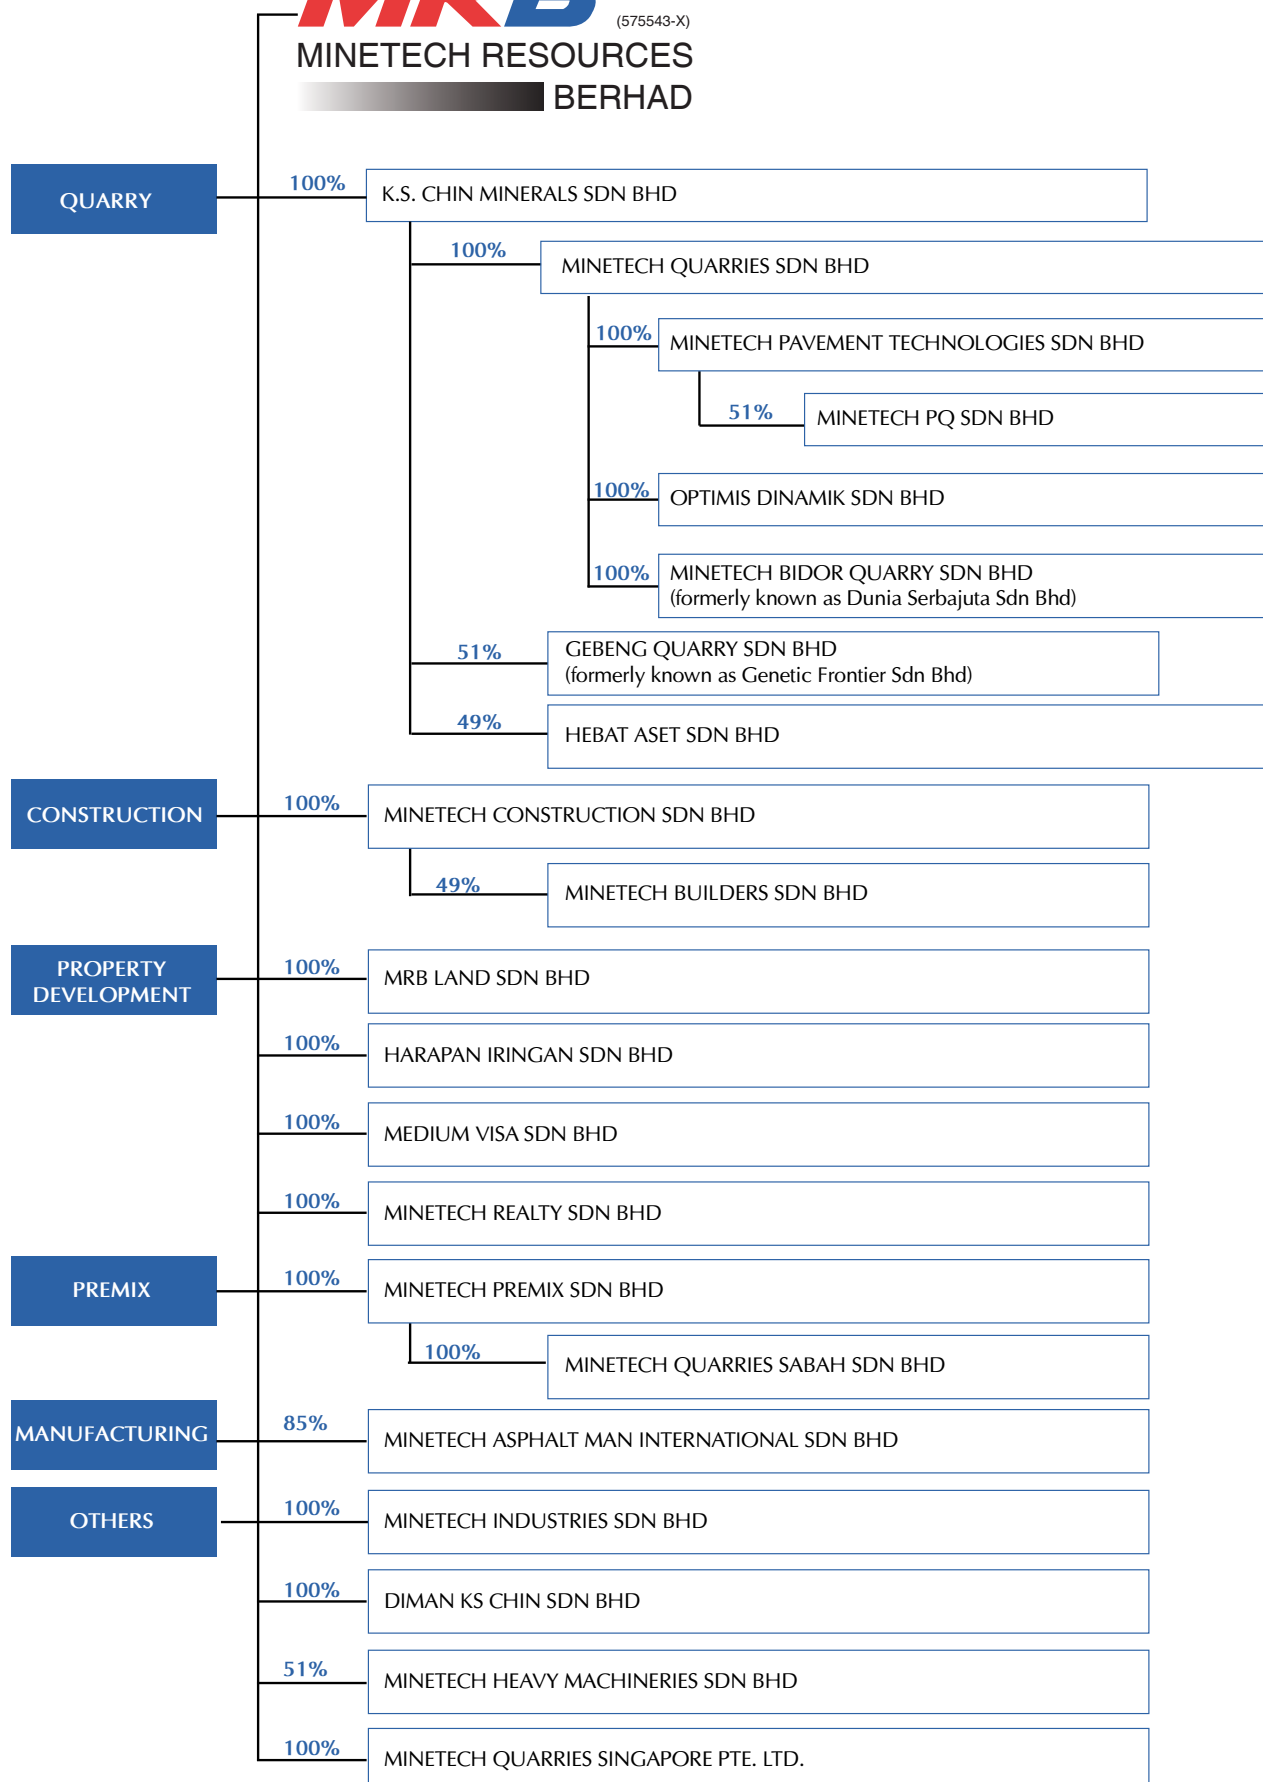 (575543-X)
MINETECH RESOURCES
BERHAD
QUARRY
100%
K.S. CHIN MINERALS SDN BHD
100%
MINETECH QUARRIES SDN BHD
100%
MINETECH PAVEMENT TECHNOLOGIES SDN BHD
51%
MINETECH PQ SDN BHD
100%
OPTIMIS DINAMIK SDN BHD
100%
MINETECH BIDOR QUARRY SDN BHD
(formerly known as Dunia Serbajuta Sdn Bhd)
51%
GEBENG QUARRY SDN BHD
(formerly known as Genetic Frontier Sdn Bhd)
49%
HEBAT ASET SDN BHD
CONSTRUCTION
100%
MINETECH CONSTRUCTION SDN BHD
49%
MINETECH BUILDERS SDN BHD
PROPERTY
DEVELOPMENT
100%
MRB LAND SDN BHD
100%
HARAPAN IRINGAN SDN BHD
100%
MEDIUM VISA SDN BHD
100%
MINETECH REALTY SDN BHD
PREMIX
100%
MINETECH PREMIX SDN BHD
100%
MINETECH QUARRIES SABAH SDN BHD
MANUFACTURING
85%
MINETECH ASPHALT MAN INTERNATIONAL SDN BHD
OTHERS
100%
MINETECH INDUSTRIES SDN BHD
100%
DIMAN KS CHIN SDN BHD
51%
MINETECH HEAVY MACHINERIES SDN BHD
100%
MINETECH QUARRIES SINGAPORE PTE. LTD.